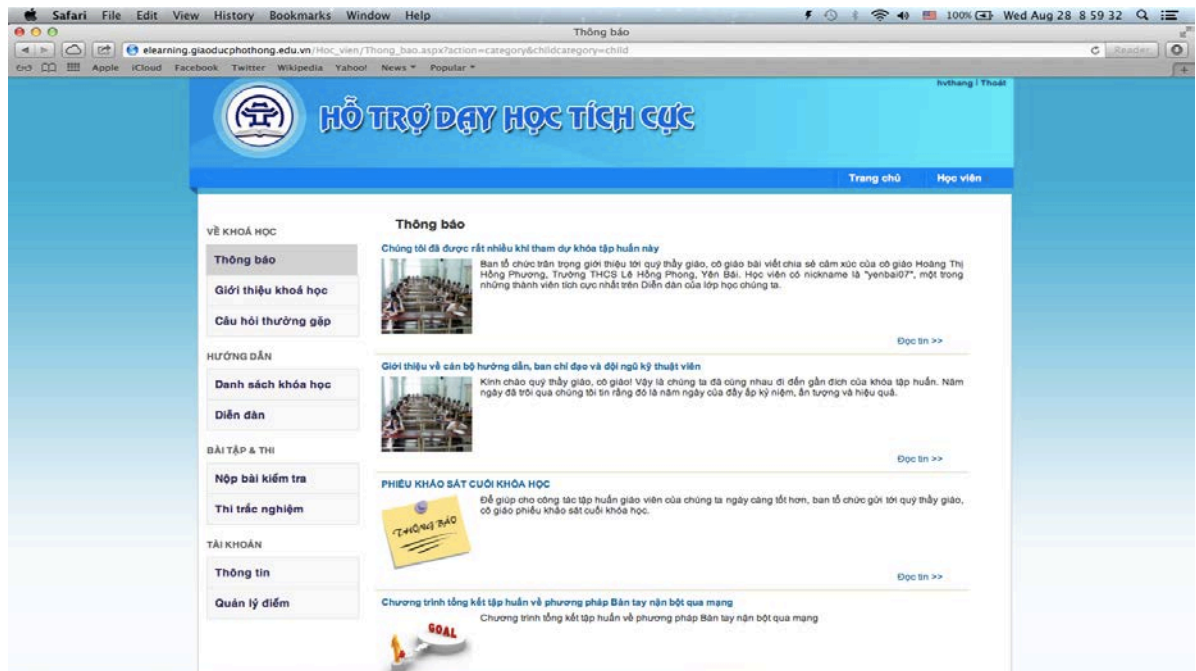 Safari File Edit View History Bookmarks Window Help 100% Wed Aug 28 8 59 32
Thông báo
elearning.giaoducphothong.edu.vn/Hoc_vien/Thong_bao.aspx?action=category&childcategory=child Reader
Apple iCloud Facebook Twitter Wikipedia Yahoo! News Popular
hvthang | Thoát
HỖ TRỢ DẠY HỌC TÍCH CỰC
Trang chủ Học viên
VỀ KHOÁ HỌC
Thông báo
Giới thiệu khoá học
Câu hỏi thường gặp
HƯỚNG DẪN
Danh sách khóa học
Diễn đàn
BÀI TẬP & THI
Nộp bài kiểm tra
Thi trắc nghiệm
TÀI KHOẢN
Thông tin
Quản lý điểm
Thông báo
Chúng tôi đã được rất nhiều khi tham dự khóa tập huấn này
Ban tổ chức trân trọng giới thiệu tới quý thầy giáo, cô giáo bài viết chia sẻ cảm xúc của cô giáo Hoàng Thị
Hồng Phương, Trường THCS Lê Hồng Phong, Yên Bái. Học viên có nickname là "yenbai07", một trong
những thành viên tích cực nhất trên Diễn đàn của lớp học chúng ta.
Đọc tin >>
Giới thiệu về cán bộ hướng dẫn, ban chỉ đạo và đội ngũ kỹ thuật viên
Kính chào quý thầy giáo, cô giáo! Vậy là chúng ta đã cùng nhau đi đến gần đích của khóa tập huấn. Năm
ngày đã trôi qua chúng tôi tin rằng đó là năm ngày của đầy ắp kỷ niệm, ấn tượng và hiệu quả.
Đọc tin >>
PHIẾU KHẢO SÁT CUỐI KHÓA HỌC
Để giúp cho công tác tập huấn giáo viên của chúng ta ngày càng tốt hơn, ban tổ chức gửi tới quý thầy giáo,
cô giáo phiếu khảo sát cuối khóa học.
THÔNG BÁO
Đọc tin >>
Chương trình tổng kết tập huấn về phương pháp Bàn tay nặn bột qua mạng
Chương trình tổng kết tập huấn về phương pháp Bàn tay nặn bột qua mạng
GOAL